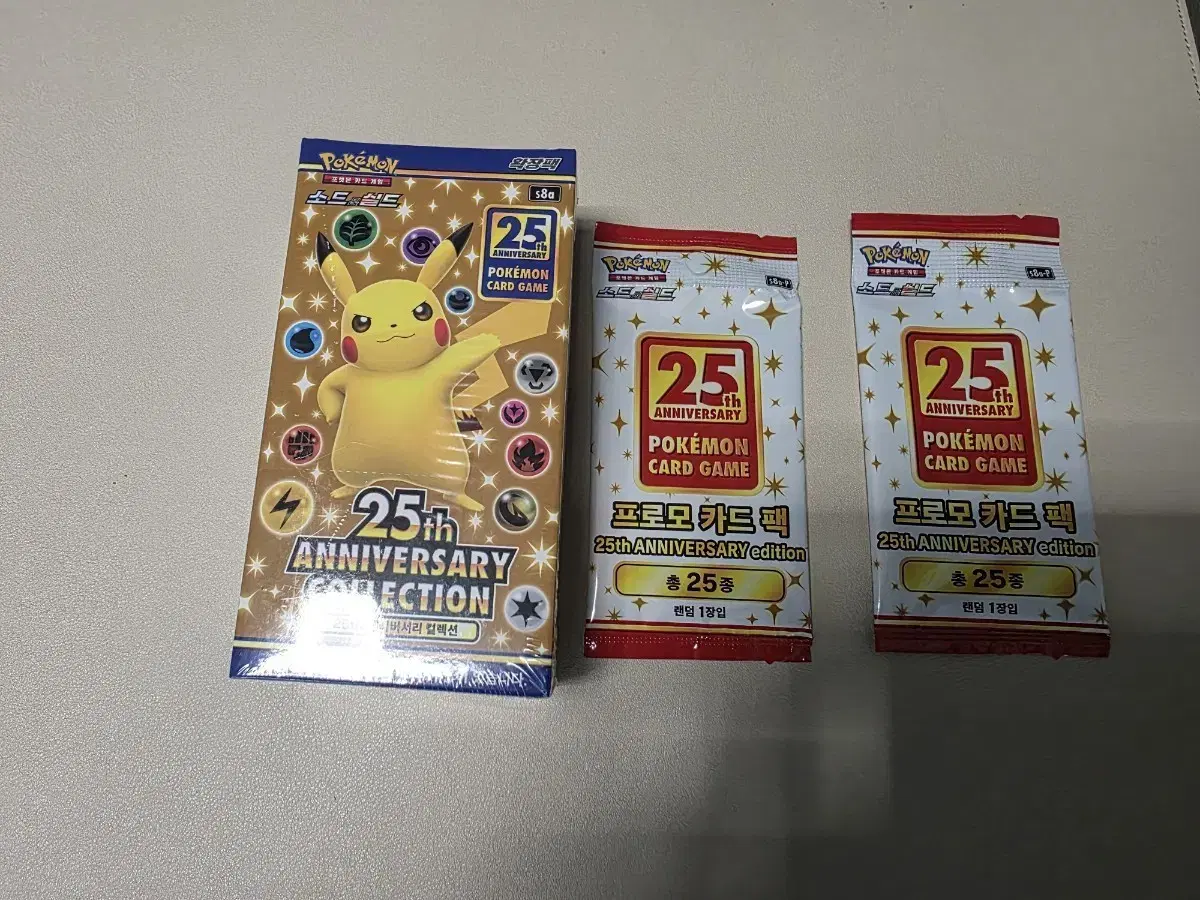 POKÉMON
포켓몬 카드 게임
소드&실드
확장팩
s8a
25th
ANNIVERSARY
POKÉMON
CARD GAME
25th
ANNIVERSARY
COLLECTION
컬렉션
POKÉMON
포켓몬 카드 게임
소드&실드
s8a-P
25th
ANNIVERSARY
POKÉMON
CARD GAME
프로모 카드 팩
25th ANNIVERSARY edition
총 25종
랜덤 1장입
POKÉMON
포켓몬 카드 게임
소드&실드
s8a-P
25th
ANNIVERSARY
POKÉMON
CARD GAME
프로모 카드 팩
25th ANNIVERSARY edition
총 25종
랜덤 1장입